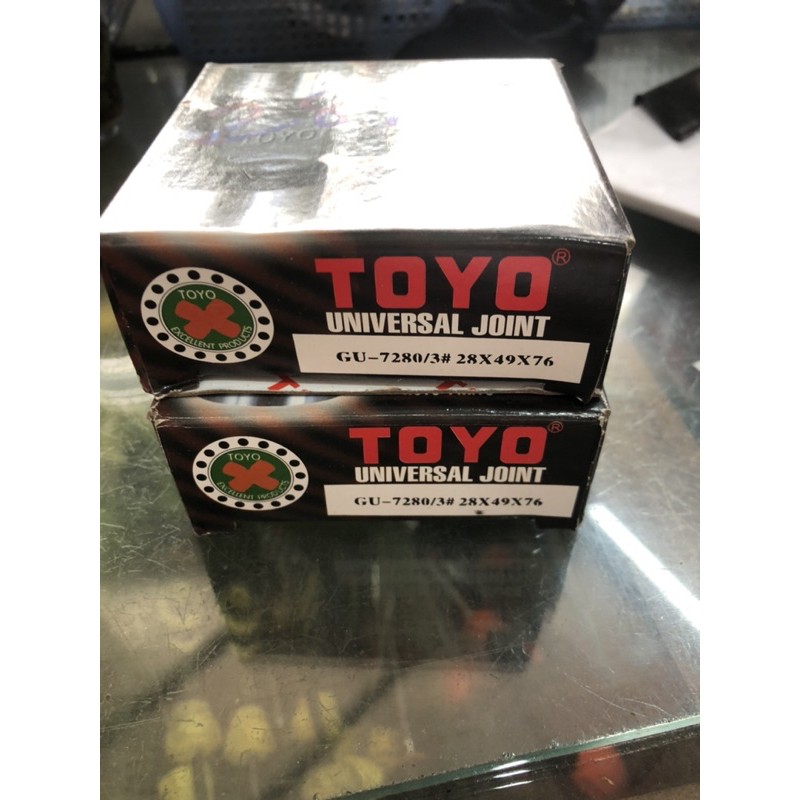 TOYO
TOYO®
UNIVERSAL JOINT
GU-7280/3# 28X49X76
TOYO
EXCELLENT PRODUCTS
TOYO®
UNIVERSAL JOINT
GU-7280/3# 28X49X76
TOYO
EXCELLENT PRODUCTS